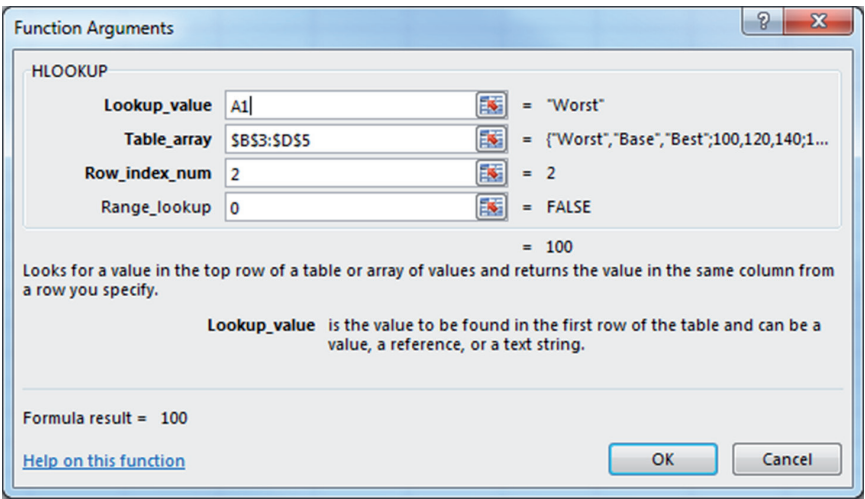 Function Arguments
HLOOKUP
Lookup_value A1 = "Worst"
Table_array $B$3:$D$5 = {"Worst","Base","Best";100,120,140;1...
Row_index_num 2 = 2
Range_lookup 0 = FALSE
= 100
Looks for a value in the top row of a table or array of values and returns the value in the same column from
a row you specify.
Lookup_value is the value to be found in the first row of the table and can be a
value, a reference, or a text string.
Formula result = 100
Help on this function OK Cancel